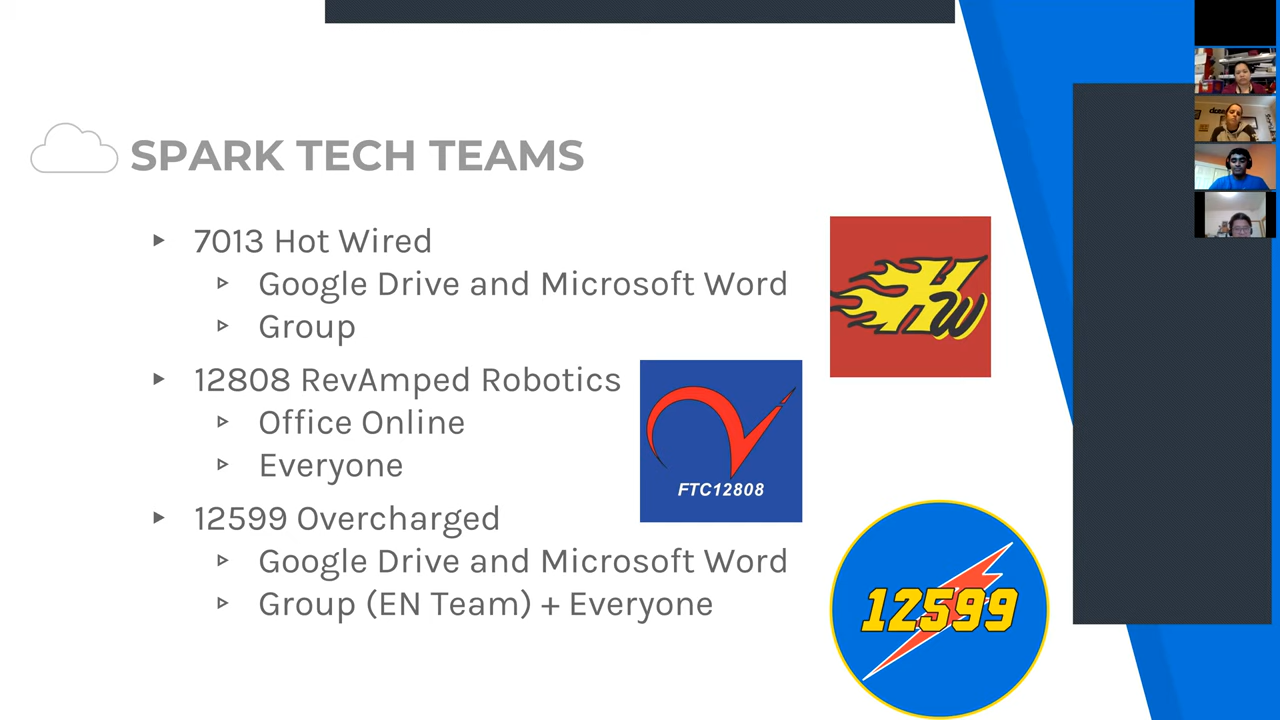 SPARK TECH TEAMS
7013 Hot Wired
Google Drive and Microsoft Word
Group
HW
12808 RevAmped Robotics
Office Online
Everyone
FTC12808
12599 Overcharged
Google Drive and Microsoft Word
Group (EN Team) + Everyone
12599